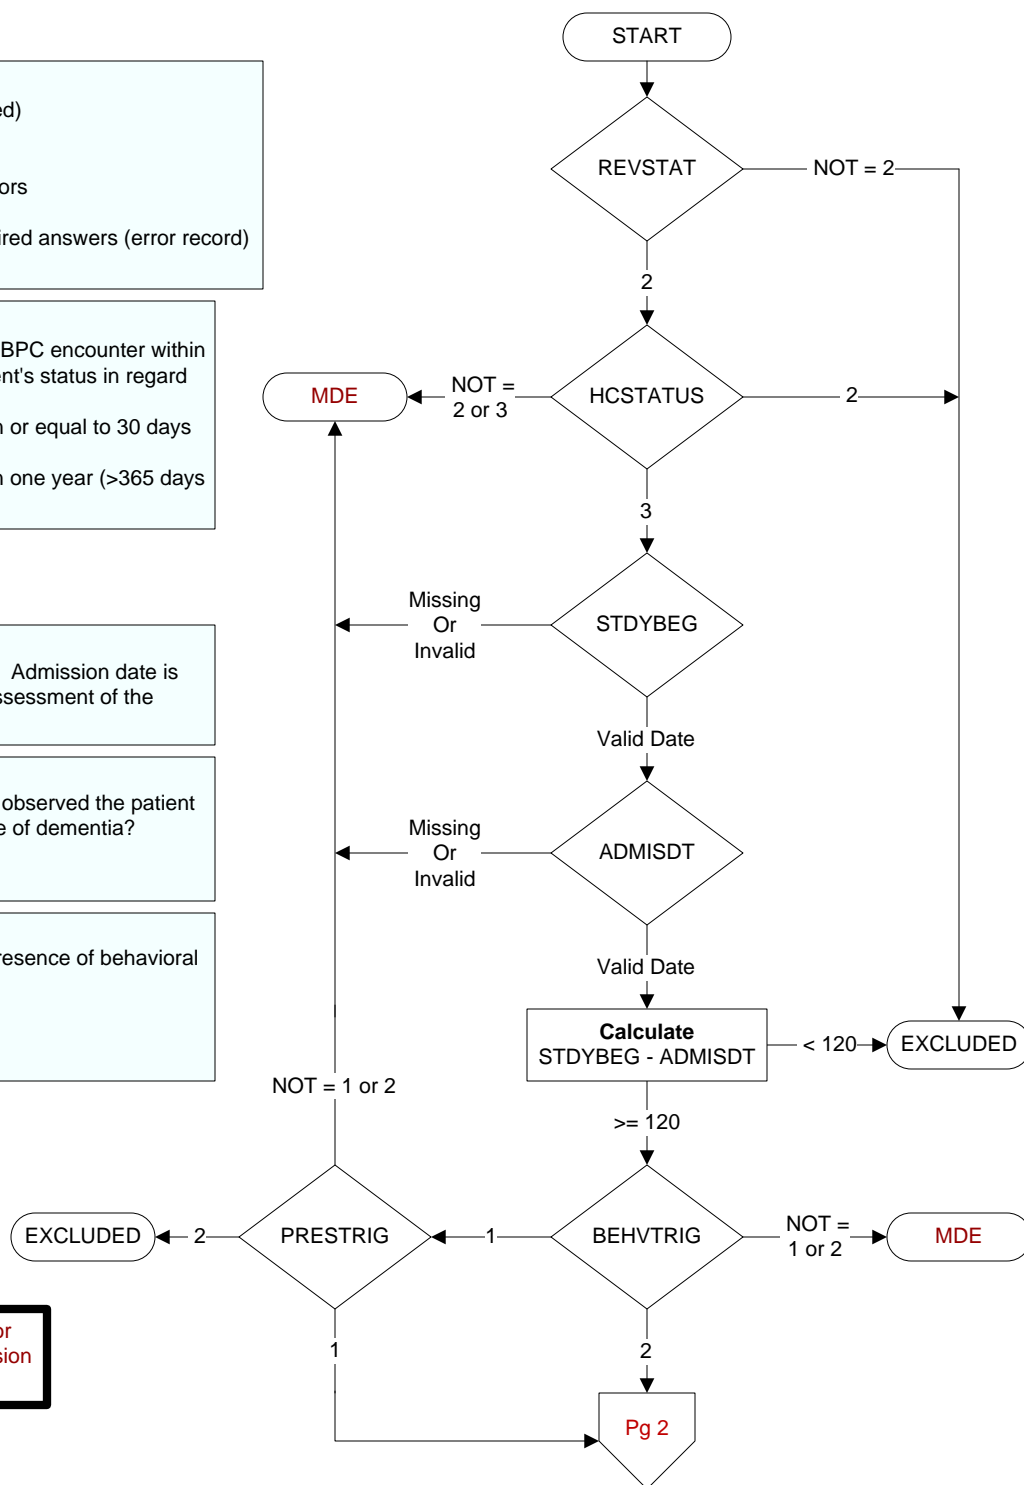 START
ed)
REVSTAT
NOT = 2
ors
ired answers (error record)
2
BPC encounter within
ent's status in regard
n or equal to 30 days
n one year (>365 days
MDE
NOT =
2 or 3
HCSTATUS
2
3
Missing
Or
Invalid
STDYBEG
Admission date is
ssessment of the
Valid Date
observed the patient
e of dementia?
Missing
Or
Invalid
ADMISDT
resence of behavioral
Valid Date
Calculate
STDYBEG - ADMISDT
< 120
EXCLUDED
NOT = 1 or 2
>= 120
EXCLUDED
2
PRESTRIG
1
BEHVTRIG
NOT =
1 or 2
MDE
or
sion
1
2
Pg 2